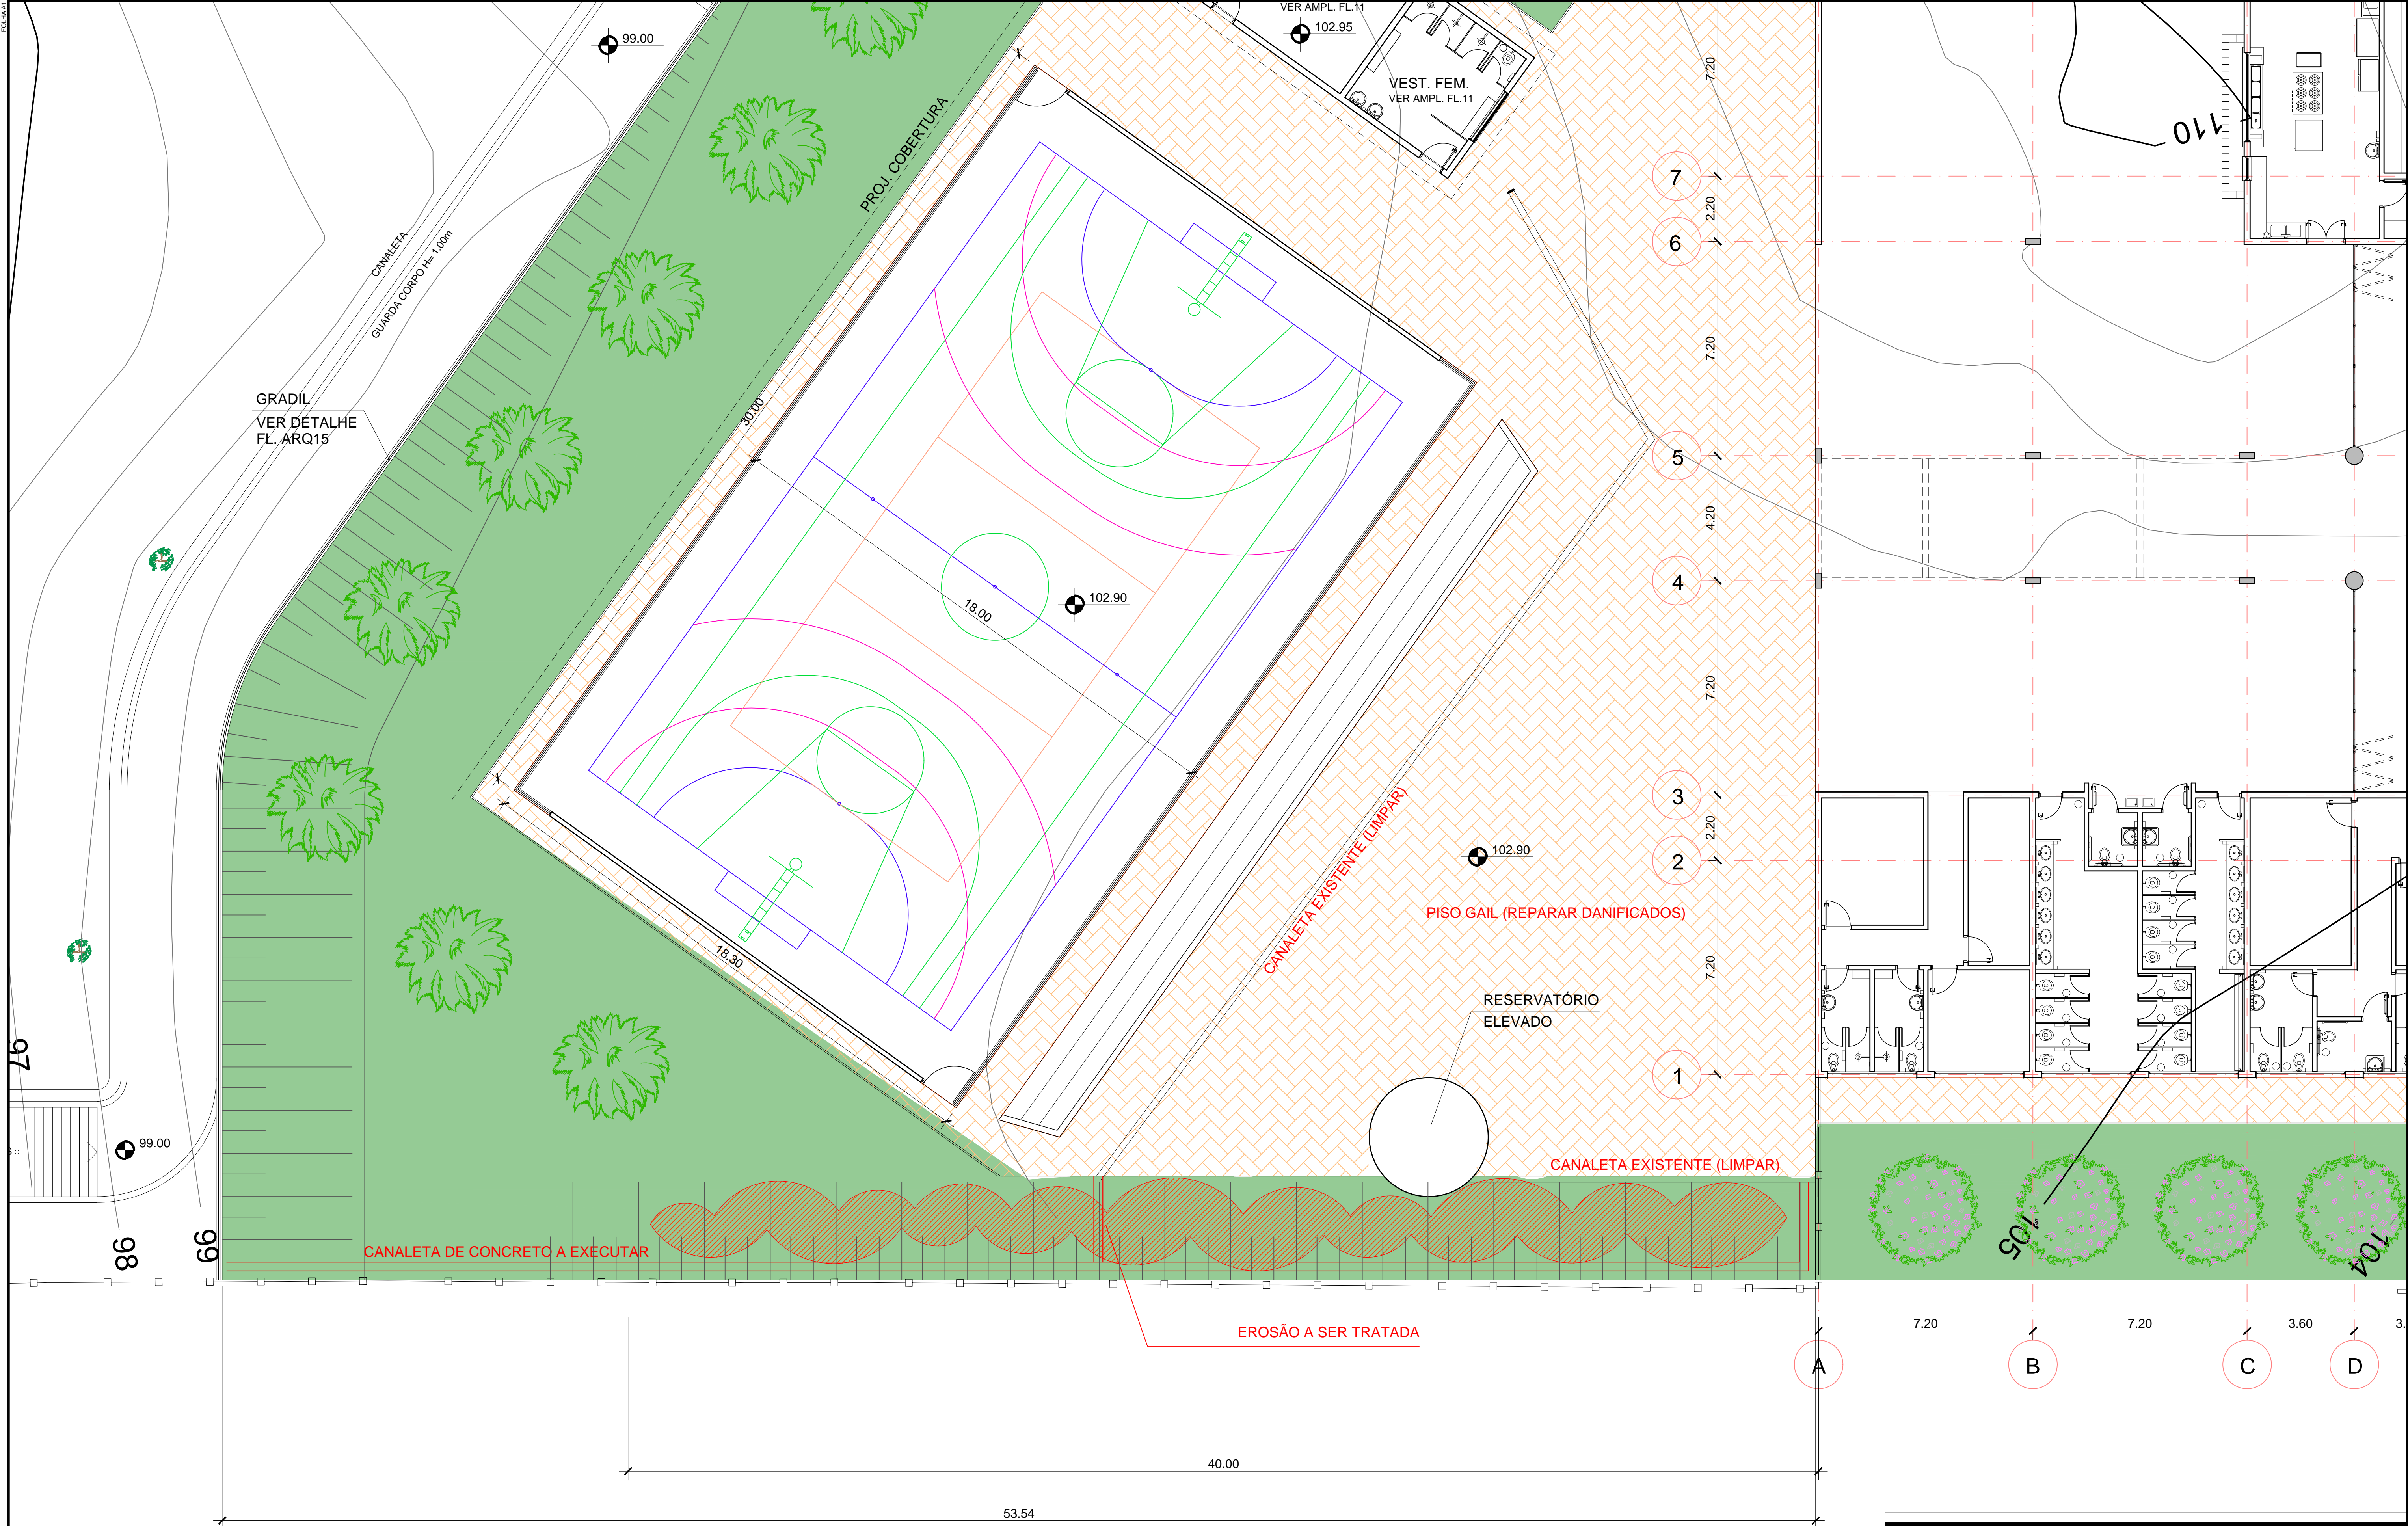 FOLHA A1
VER AMPL. FL.11
102.95
99.00
VEST. FEM.
VER AMPL. FL.11
PROJ. COBERTURA
110
7.20
7
2.20
6
CANALETA
GUARDA CORPO H= 1.00m
7.20
GRADIL
VER DETALHE
FL. ARQ15
30.00
5
4.20
4
18.00
102.90
7.20
3
2.20
2
CANALETA EXISTENTE (LIMPAR)
102.90
PISO GAIL (REPARAR DANIFICADOS)
18.30
7.20
RESERVATÓRIO
ELEVADO
1
97
99.00
CANALETA EXISTENTE (LIMPAR)
98
99
CANALETA DE CONCRETO A EXECUTAR
105
104
EROSÃO A SER TRATADA
7.20
7.20
3.60
A
B
C
D
40.00
53.54